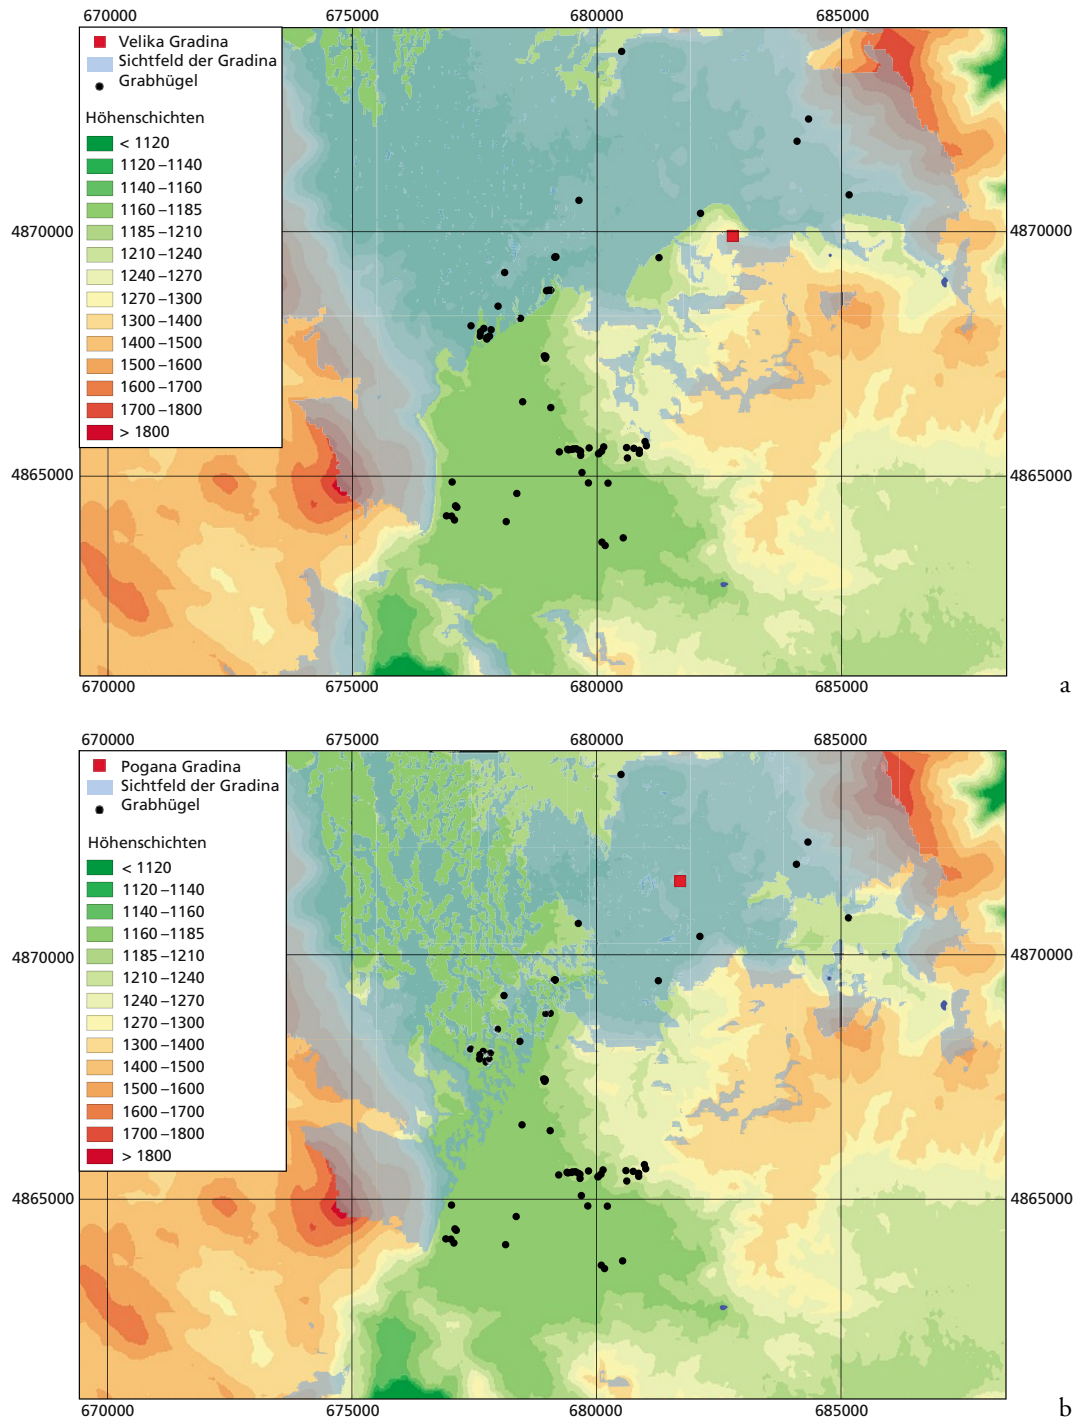 670000 675000 680000 685000
Velika Gradina
Sichtfeld der Gradina
Grabhügel
Höhenschichten
< 1120
1120 – 1140
1140 – 1160
1160 – 1185
1185 – 1210
1210 – 1240
1240 – 1270
1270 – 1300
1300 – 1400
1400 – 1500
1500 – 1600
1600 – 1700
1700 – 1800
> 1800
4870000 4870000
4865000 4865000
670000 675000 680000 685000
a
670000 675000 680000 685000
Pogana Gradina
Sichtfeld der Gradina
Grabhügel
Höhenschichten
< 1120
1120 – 1140
1140 – 1160
1160 – 1185
1185 – 1210
1210 – 1240
1240 – 1270
1270 – 1300
1300 – 1400
1400 – 1500
1500 – 1600
1600 – 1700
1700 – 1800
> 1800
4870000 4870000
4865000 4865000
670000 675000 680000 685000
b